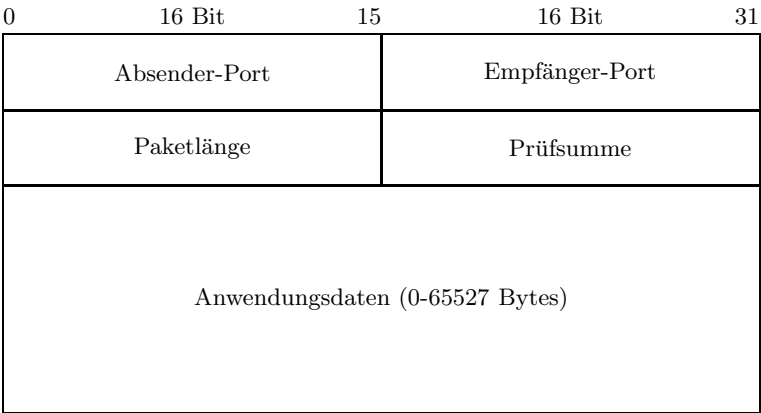 0 16 Bit 15 16 Bit 31
Absender-Port Empfänger-Port
Paketlänge Prüfsumme
Anwendungsdaten (0-65527 Bytes)